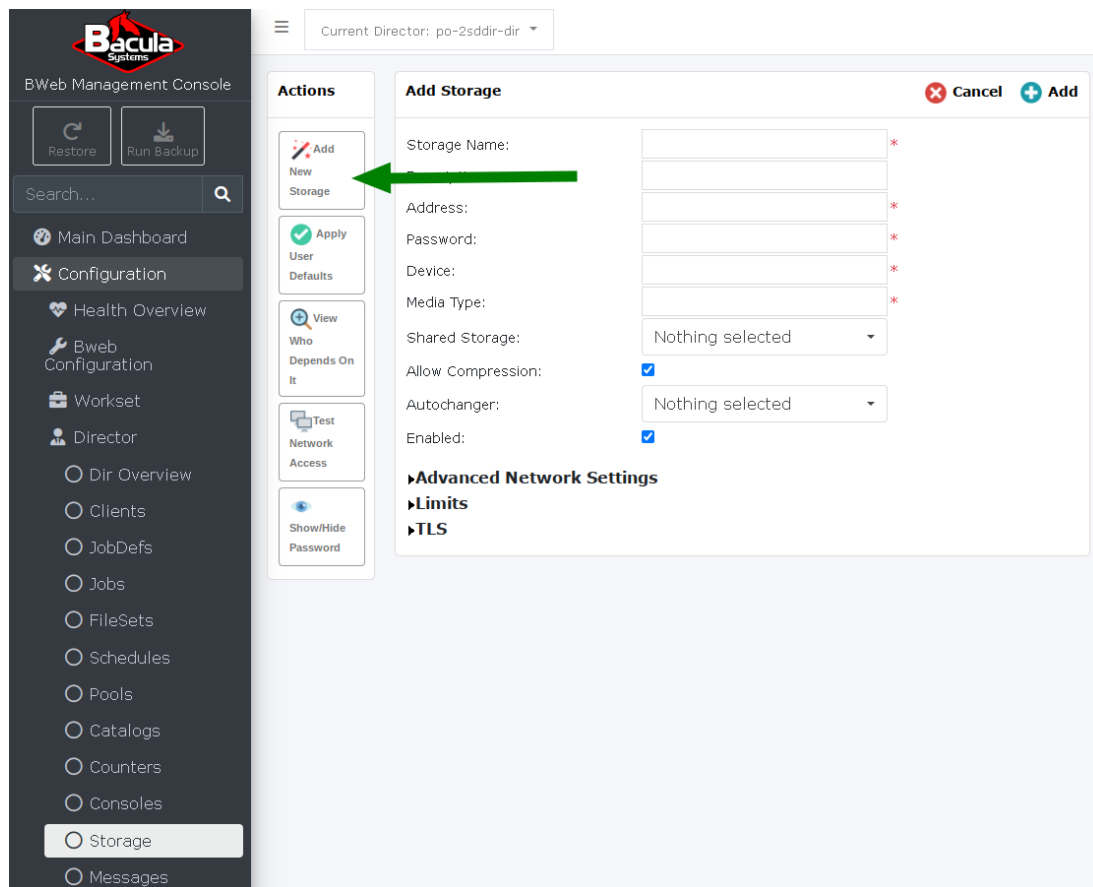 Bacula
Systems
BWeb Management Console
Restore
Run Backup
Search...
Main Dashboard
Configuration
Health Overview
Bweb
Configuration
Workset
Director
Dir Overview
Clients
JobDefs
Jobs
FileSets
Schedules
Pools
Catalogs
Counters
Consoles
Storage
Messages
Current Director: po-2sddir-dir
Actions
Add
New
Storage
Apply
User
Defaults
View
Who
Depends On
It
Test
Network
Access
Show/Hide
Password
Add Storage
Cancel
Add
Storage Name: *
Address: *
Password: *
Device: *
Media Type: *
Shared Storage: Nothing selected
Allow Compression:
Autochanger: Nothing selected
Enabled:
Advanced Network Settings
Limits
TLS